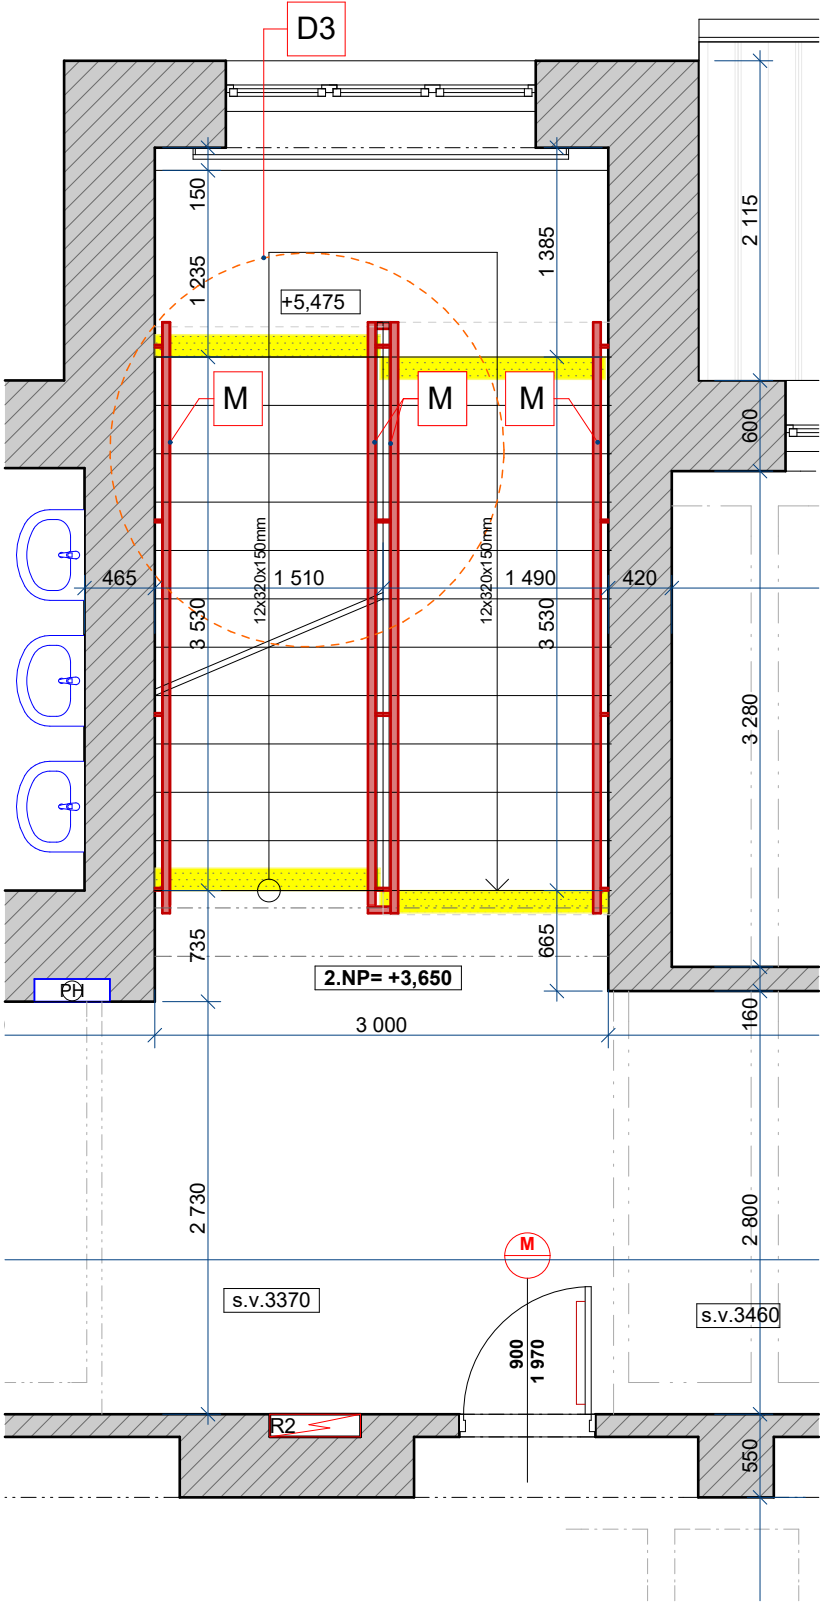 D3
150
1 235
1 385
2 115
+5,475
M
M
M
600
12x320x150mm
12x320x150mm
465
1 510
1 490
420
3 530
3 530
3 280
735
665
2.NP= +3,650
PH
160
3 000
2 730
2 800
M
s.v.3370
s.v.3460
900
1 970
R2
550